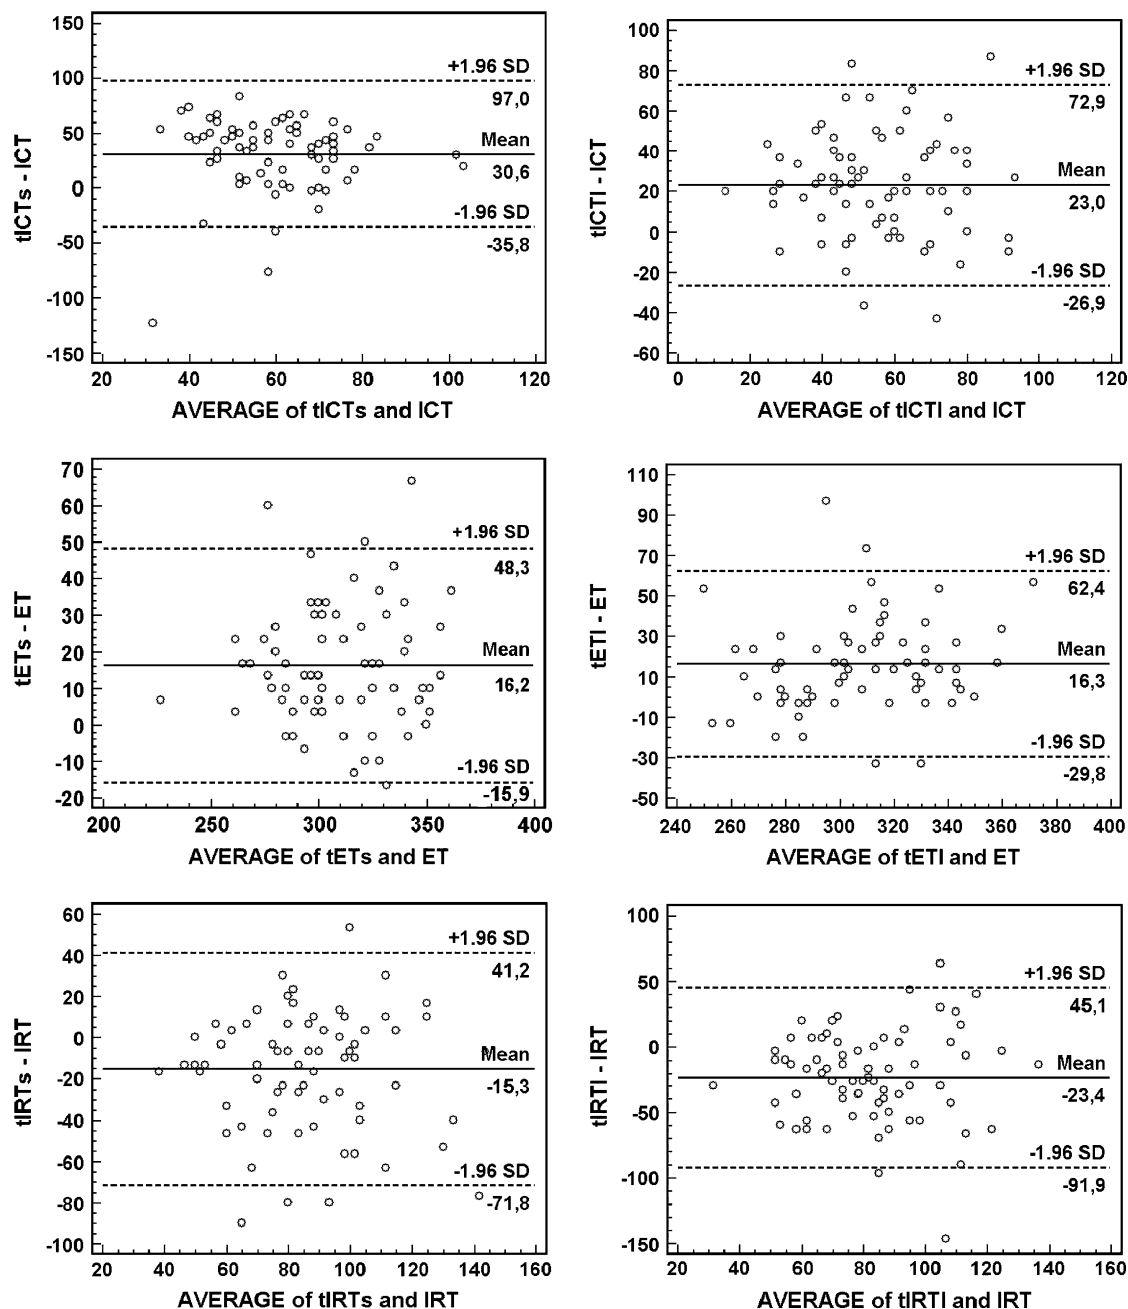 150
100
50
0
-50
-100
-150
tICTs - ICT
+1.96 SD
97,0
Mean
30,6
-1.96 SD
-35,8
20 40 60 80 100 120
AVERAGE of tICTs and ICT
100
80
60
40
20
0
-20
-40
-60
tICTI - ICT
+1.96 SD
72,9
Mean
23,0
-1.96 SD
-26,9
0 20 40 60 80 100 120
AVERAGE of tICTI and ICT
70
60
50
40
30
20
10
0
-10
-20
tETs - ET
+1.96 SD
48,3
Mean
16,2
-1.96 SD
-15,9
200 250 300 350 400
AVERAGE of tETs and ET
110
90
70
50
30
10
-10
-30
-50
tETI - ET
+1.96 SD
62,4
Mean
16,3
-1.96 SD
-29,8
240 260 280 300 320 340 360 380 400
AVERAGE of tETI and ET
60
40
20
0
-20
-40
-60
-80
-100
tIRTs - IRT
+1.96 SD
41,2
Mean
-15,3
-1.96 SD
-71,8
20 40 60 80 100 120 140 160
AVERAGE of tIRTs and IRT
100
50
0
-50
-100
-150
tIRTI - IRT
+1.96 SD
45,1
Mean
-23,4
-1.96 SD
-91,9
20 40 60 80 100 120 140 160
AVERAGE of tIRTI and IRT